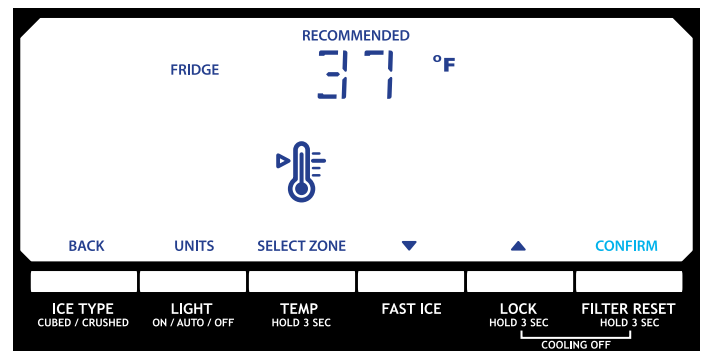 RECOMMENDED
FRIDGE 37 °F
BACK UNITS SELECT ZONE ▼ ▲ CONFIRM
ICE TYPE LIGHT TEMP FAST ICE LOCK FILTER RESET
CUBED / CRUSHED ON / AUTO / OFF HOLD 3 SEC HOLD 3 SEC HOLD 3 SEC
COOLING OFF